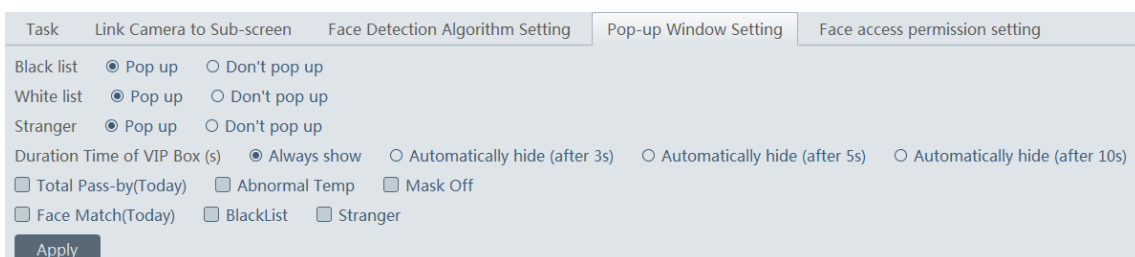 Task Link Camera to Sub-screen Face Detection Algorithm Setting Pop-up Window Setting Face access permission setting
Black list Pop up Don't pop up
White list Pop up Don't pop up
Stranger Pop up Don't pop up
Duration Time of VIP Box (s) Always show Automatically hide (after 3s) Automatically hide (after 5s) Automatically hide (after 10s)
Total Pass-by(Today) Abnormal Temp Mask Off
Face Match(Today) BlackList Stranger
Apply